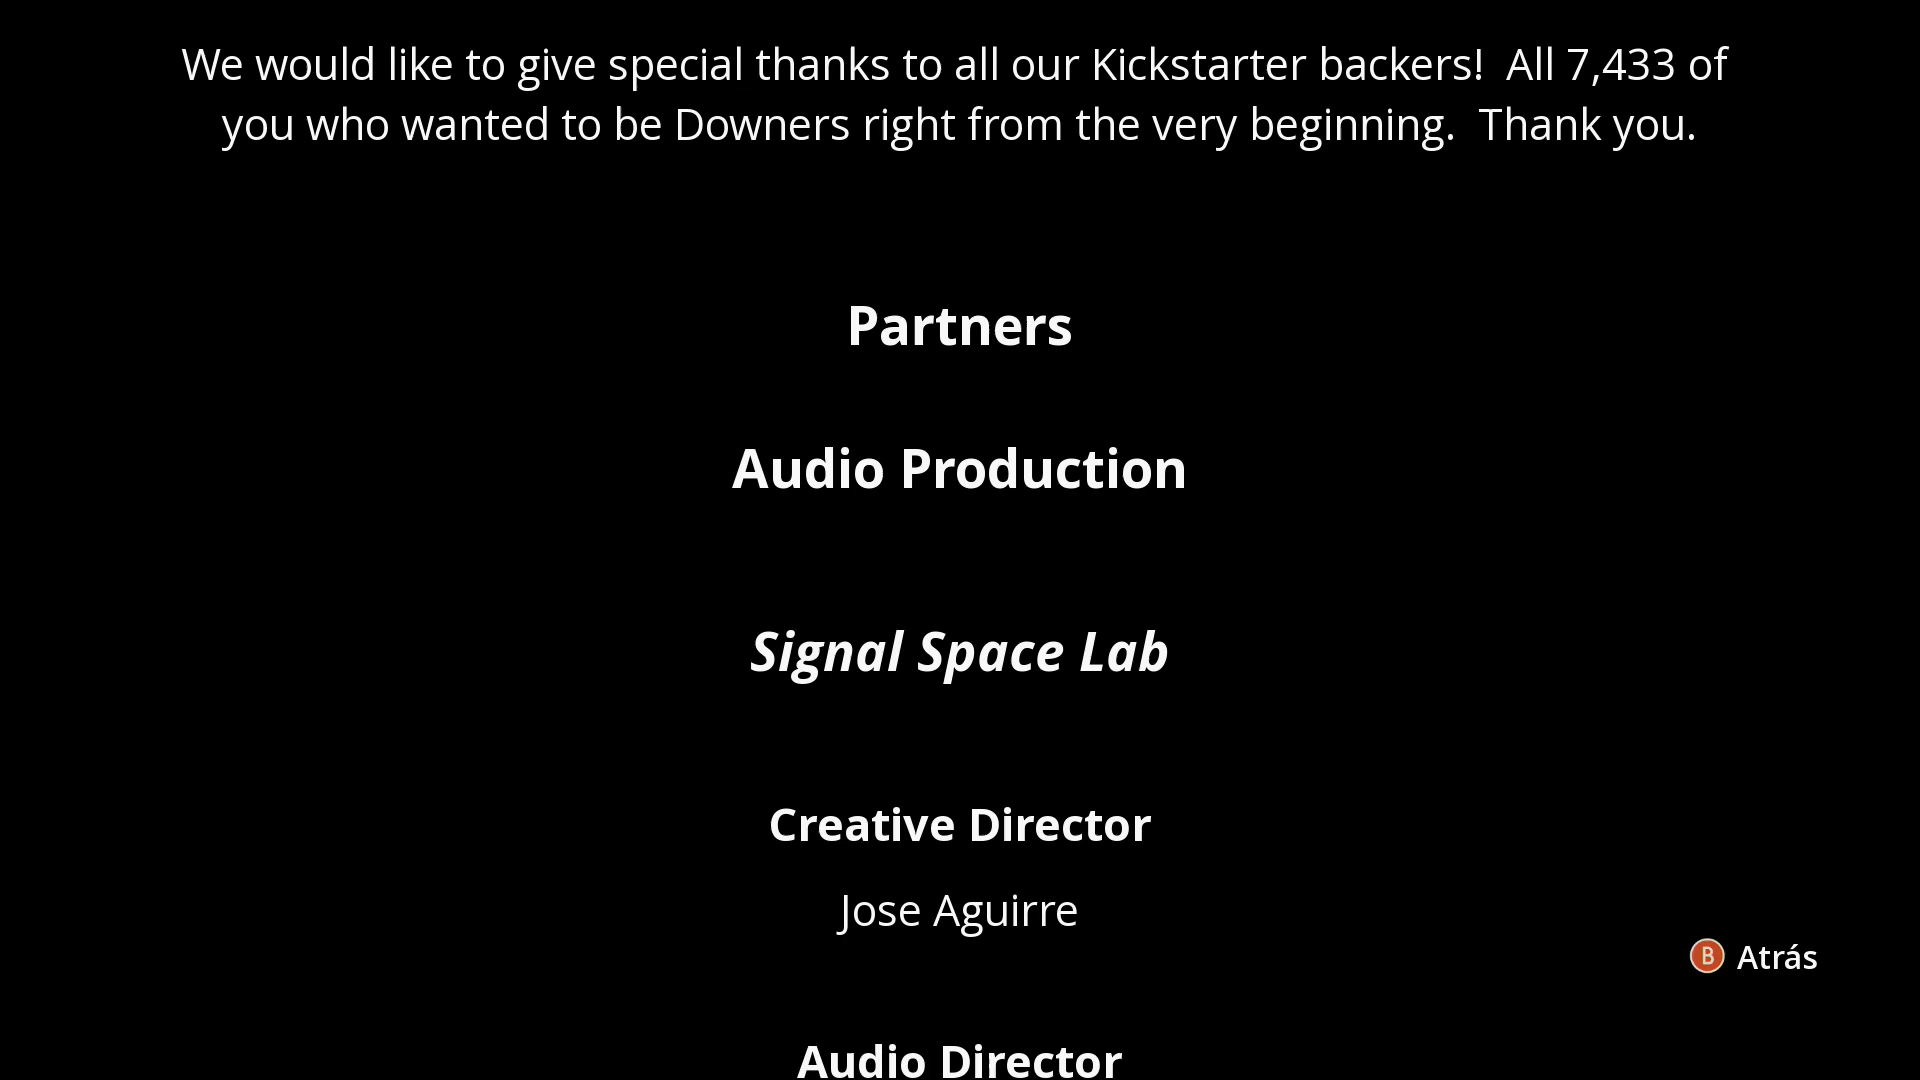 We would like to give special thanks to all our Kickstarter backers!  All 7,433 of
you who wanted to be Downers right from the very beginning.  Thank you.
Partners
Audio Production
Signal Space Lab
Creative Director
Jose Aguirre
B Atrás
Audio Director